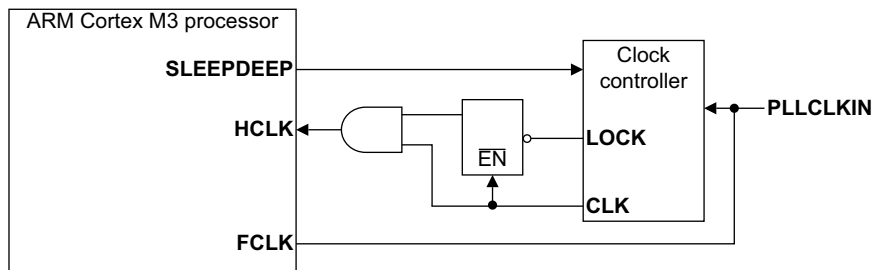 ARM Cortex M3 processor
SLEEPDEEP
HCLK
FCLK
EN
Clock
controller
LOCK
CLK
PLLCLKIN